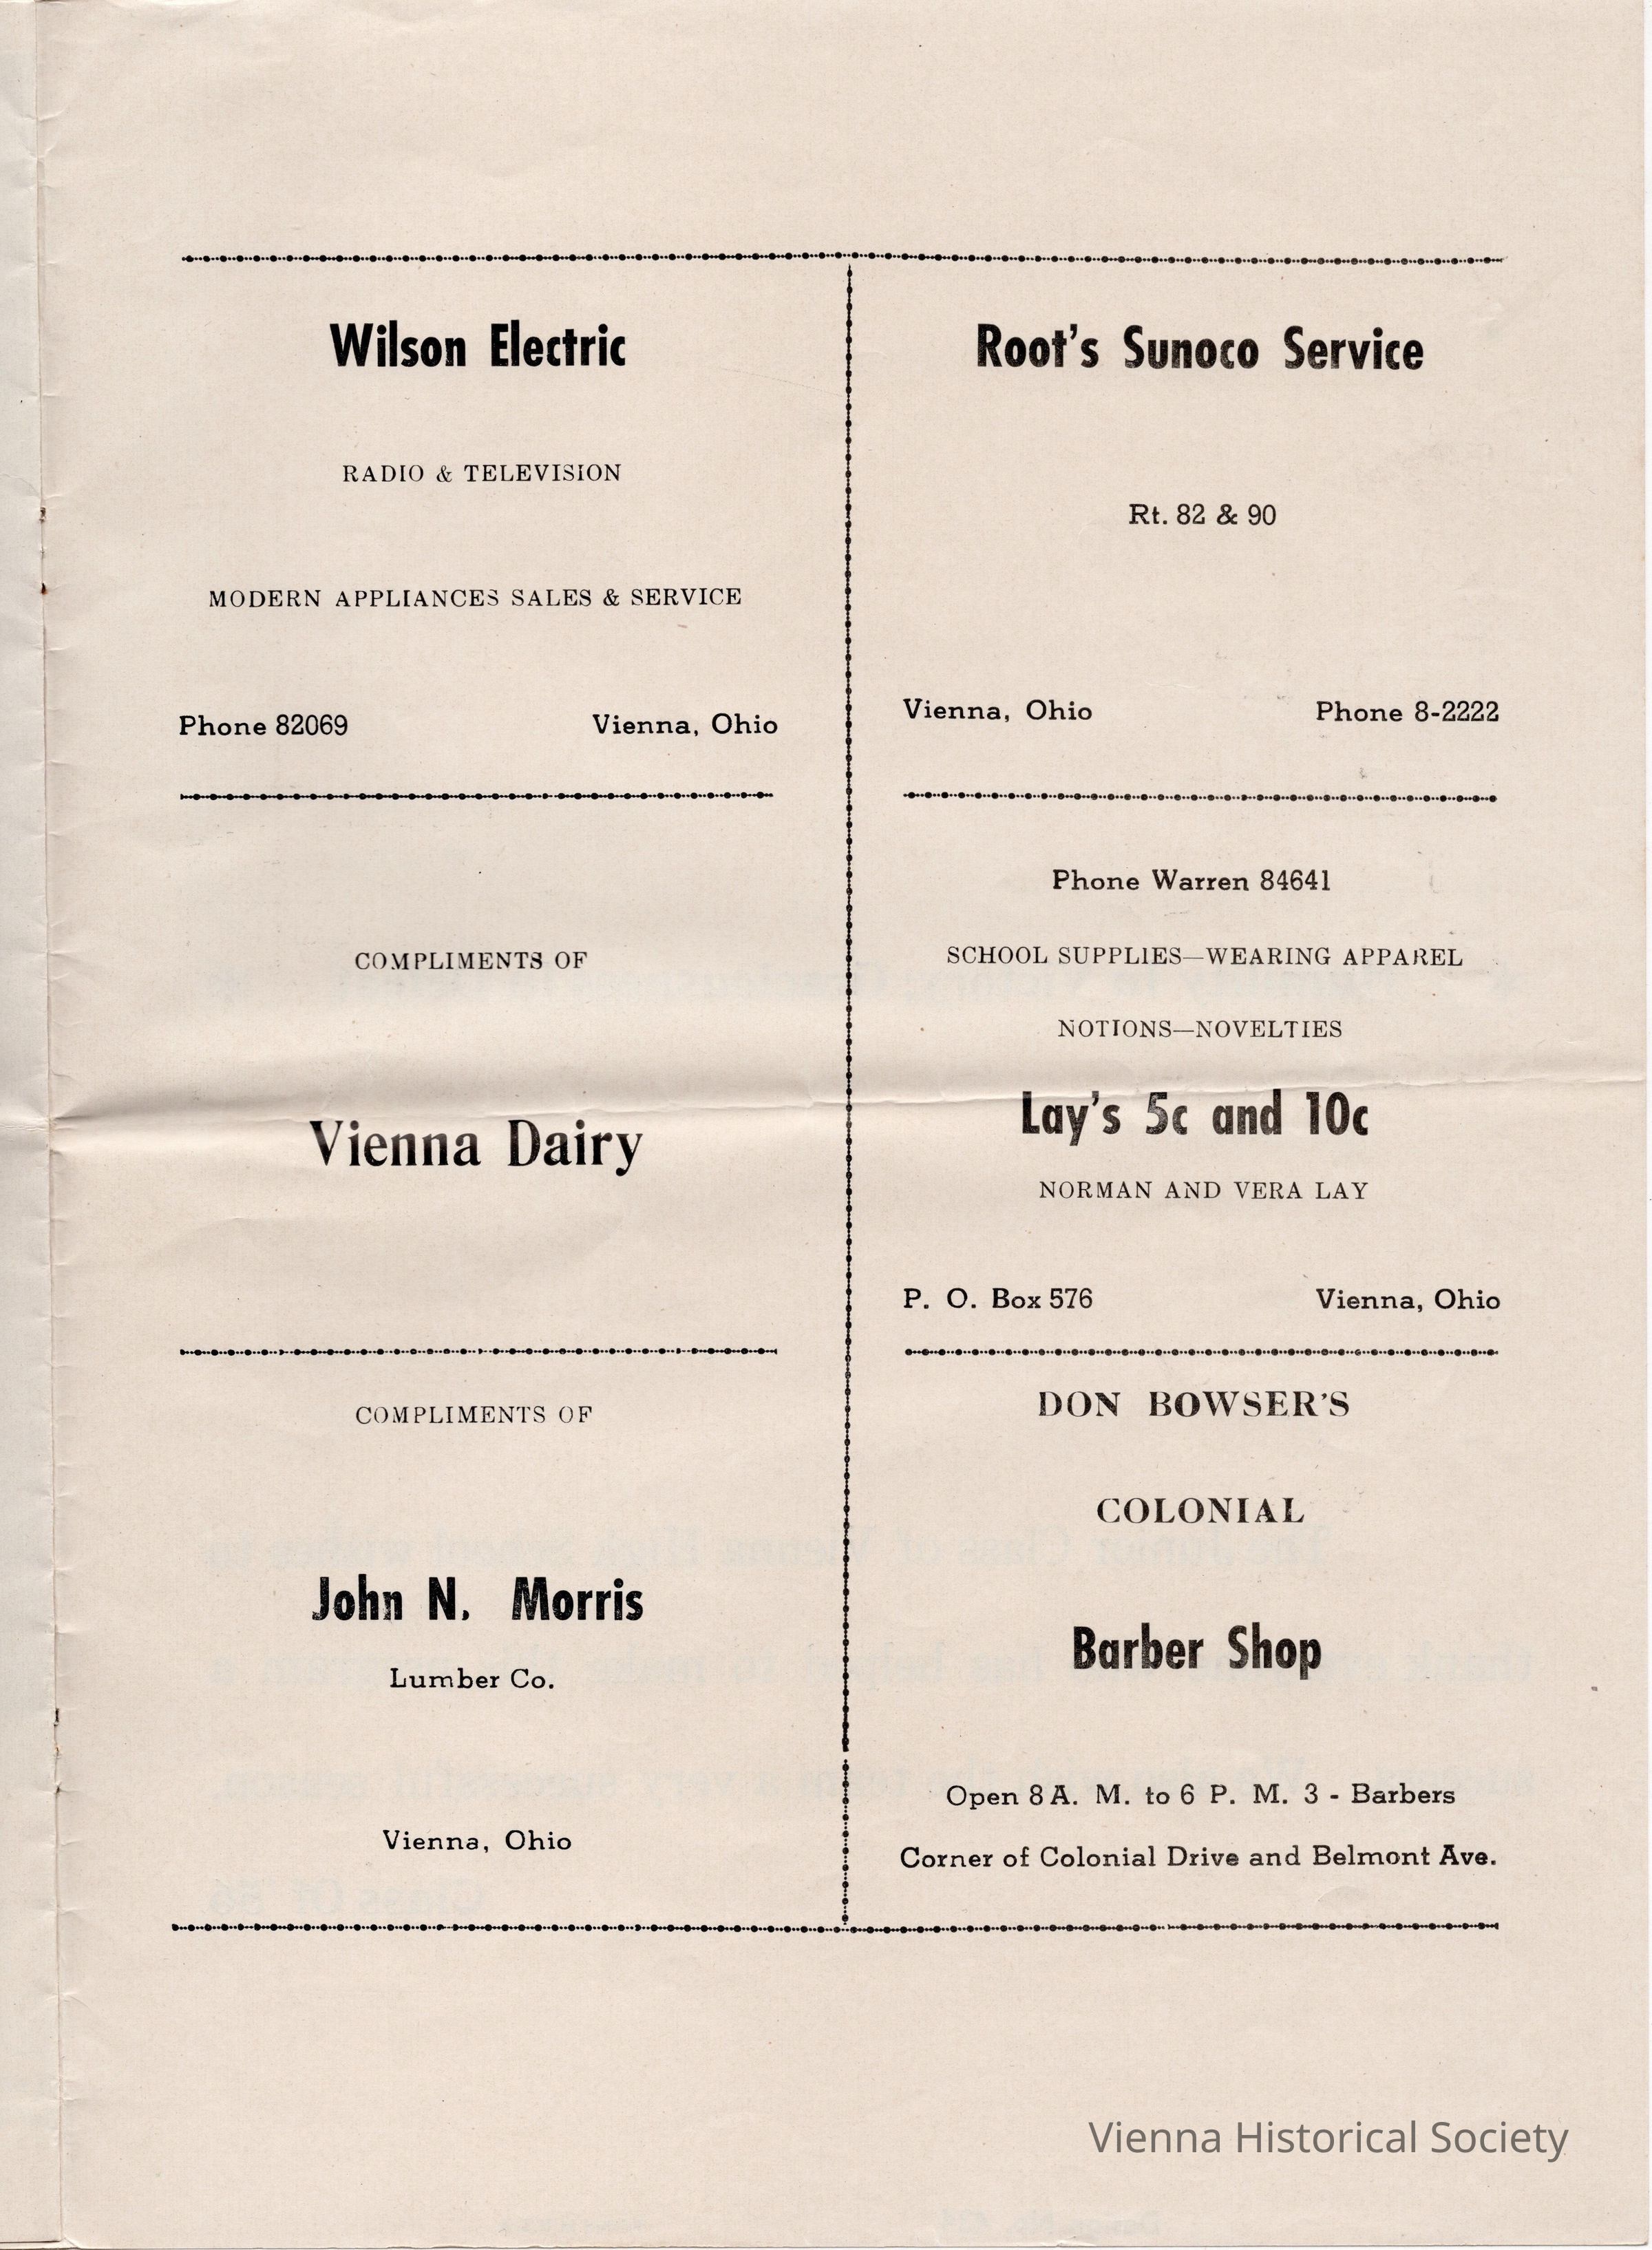 Wilson Electric
RADIO & TELEVISION
MODERN APPLIANCES SALES & SERVICE
Phone 82069 Vienna, Ohio
COMPLIMENTS OF
Vienna Dairy
COMPLIMENTS OF
John N. Morris
Lumber Co.
Vienna, Ohio
Root's Sunoco Service
Rt. 82 & 90
Vienna, Ohio Phone 8-2222
Phone Warren 84641
SCHOOL SUPPLIES—WEARING APPAREL
NOTIONS—NOVELTIES
Lay's 5c and 10c
NORMAN AND VERA LAY
P. O. Box 576 Vienna, Ohio
DON BOWSER'S
COLONIAL
Barber Shop
Open 8 A. M. to 6 P. M. 3 - Barbers
Corner of Colonial Drive and Belmont Ave.
Vienna Historical Society